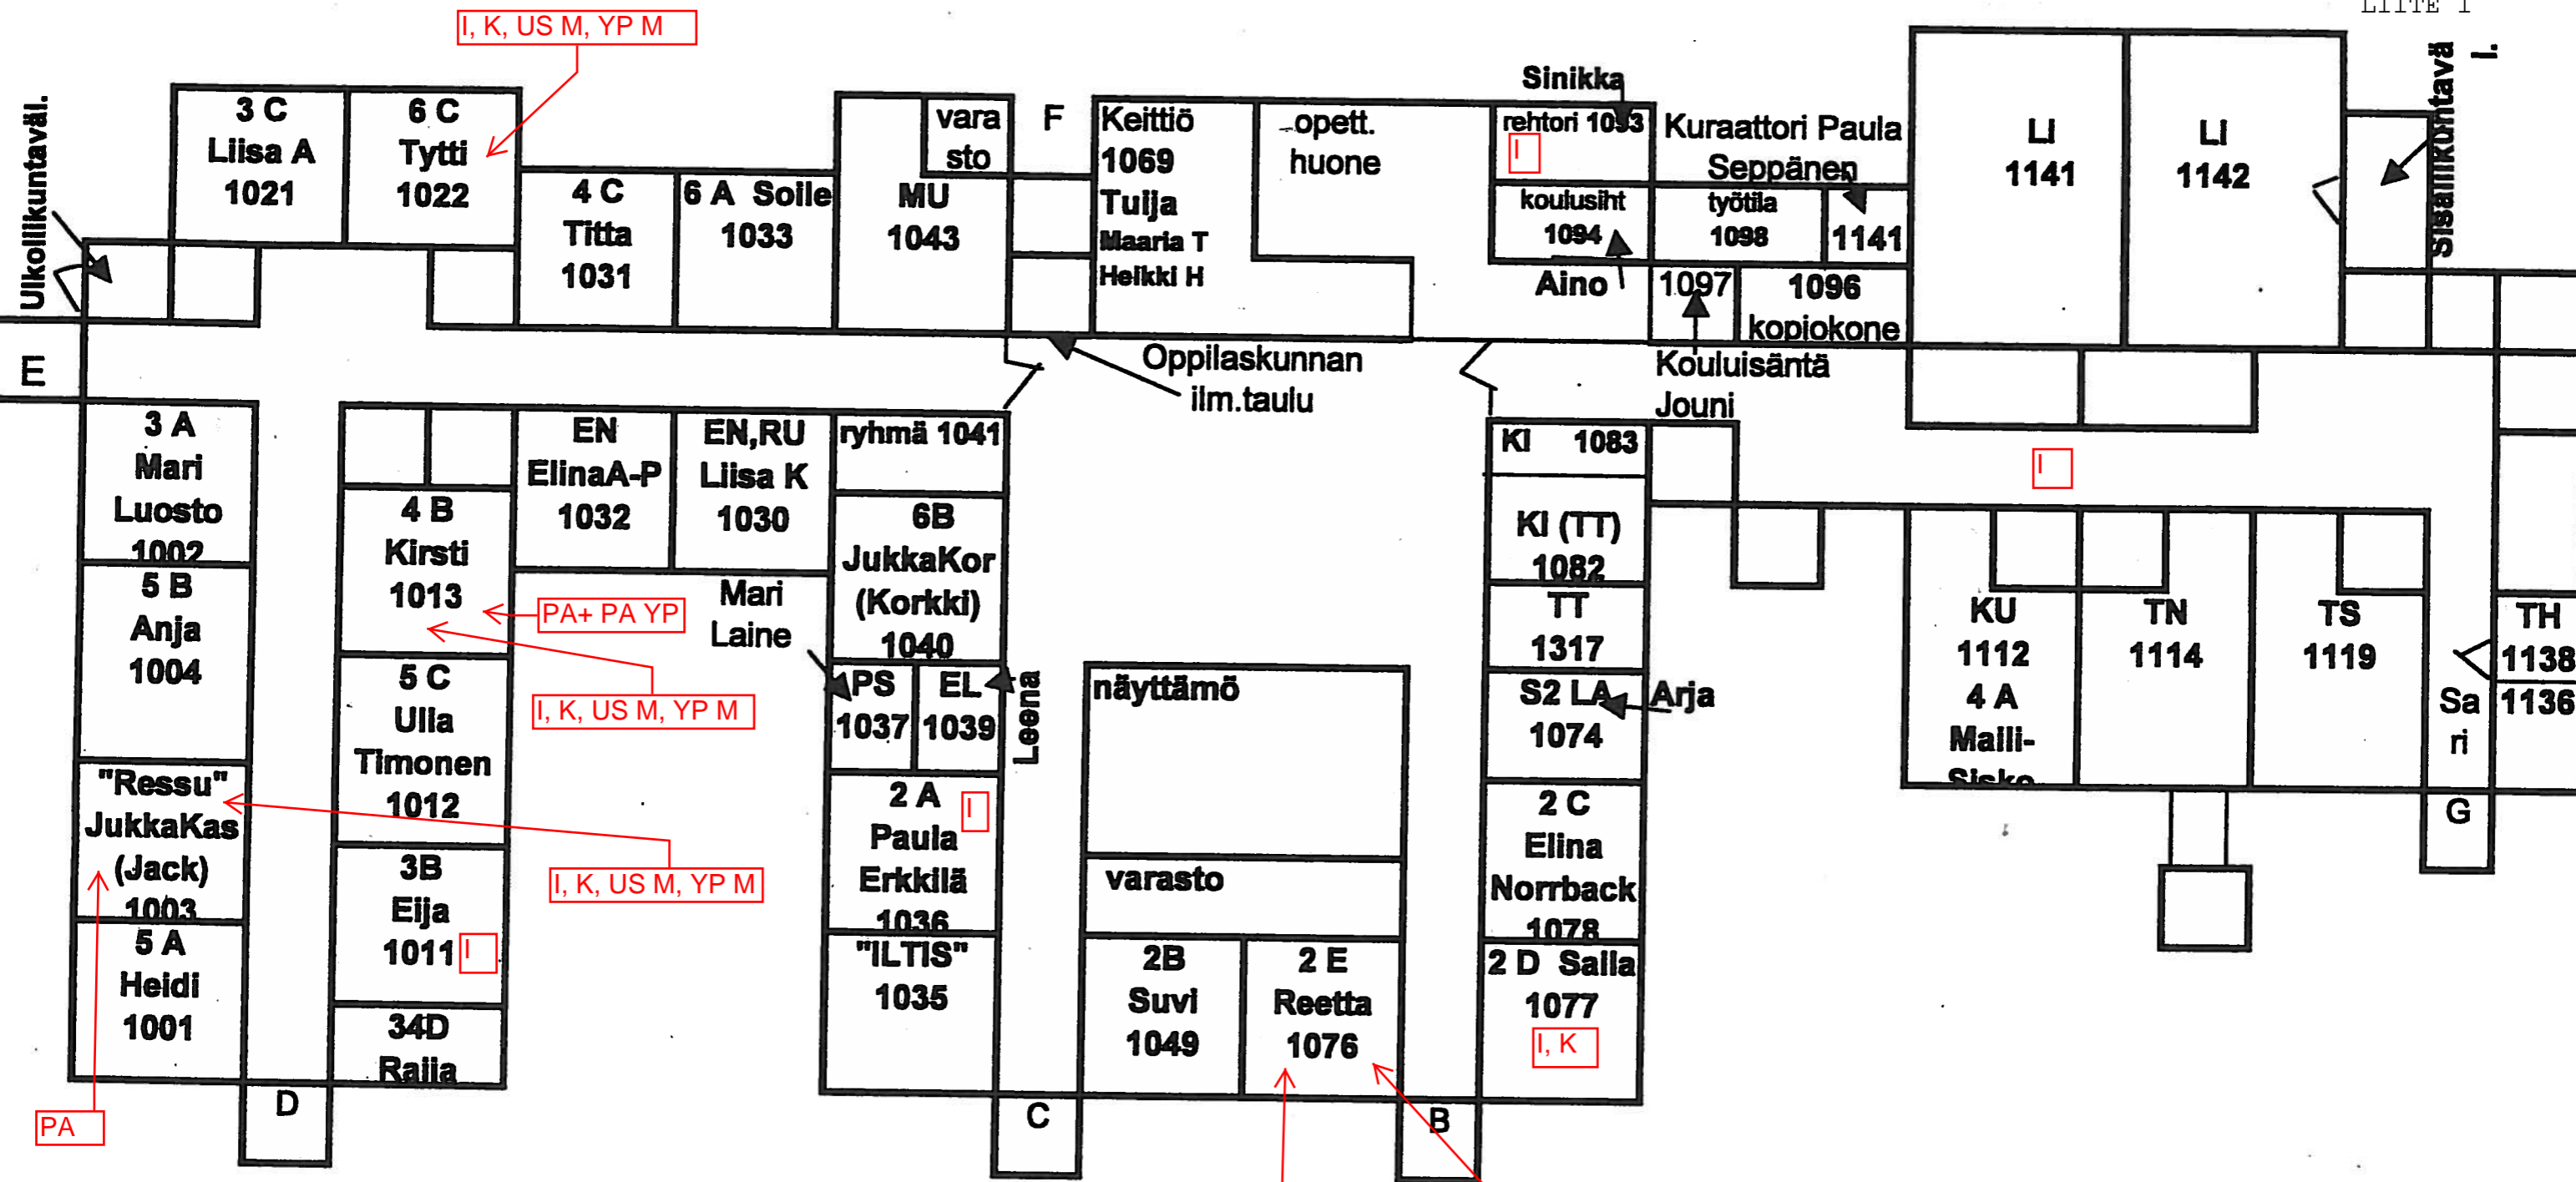 LIITE 1
I, K, US M, YP M
Ulkoliikuntaväl.
3 C
Liisa A
1021
6 C
Tytti
1022
4 C
Titta
1031
6 A Soile
1033
MU
1043
vara
sto
F
Keittiö
1069
Tuija
Maaria T
Heikki H
opett.
huone
Sinikka
rehtori 1093
I
koulusiht
1094
Aino
Kuraattori Paula
Seppänen
työtila
1098
1141
1097
1096
kopiokone
Kouluisäntä
Jouni
LI
1141
LI
1142
Sisäliikuntavä
l.
E
Oppilaskunnan
ilm.taulu
3 A
Mari
Luosto
1002
5 B
Anja
1004
"Ressu"
JukkaKas
(Jack)
1003
5 A
Heidi
1001
PA
D
4 B
Kirsti
1013
PA+ PA YP
I, K, US M, YP M
5 C
Ulla
Timonen
1012
I, K, US M, YP M
3B
Eija
1011
I
34D
Raija
EN
ElinaA-P
1032
EN,RU
Liisa K
1030
ryhmä 1041
6B
JukkaKor
(Korkki)
1040
Mari
Laine
PS
1037
EL
1039
Leena
2 A
Paula
Erkkilä
1036
I
"ILTIS"
1035
C
näyttämö
varasto
2B
Suvi
1049
2 E
Reetta
1076
B
KI 1083
KI (TT)
1082
TT
1317
S2 LA
1074
Arja
2 C
Elina
Norrback
1078
2 D Salla
1077
I, K
I
KU
1112
4 A
Maili-
Sisko
TN
1114
TS
1119
Sa
ri
G
TH
1138
1136